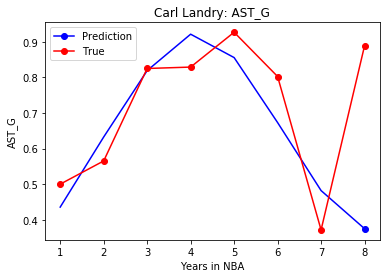 Carl Landry: AST_G
Prediction
True
AST_G
0.9
0.8
0.7
0.6
0.5
0.4
1 2 3 4 5 6 7 8
Years in NBA